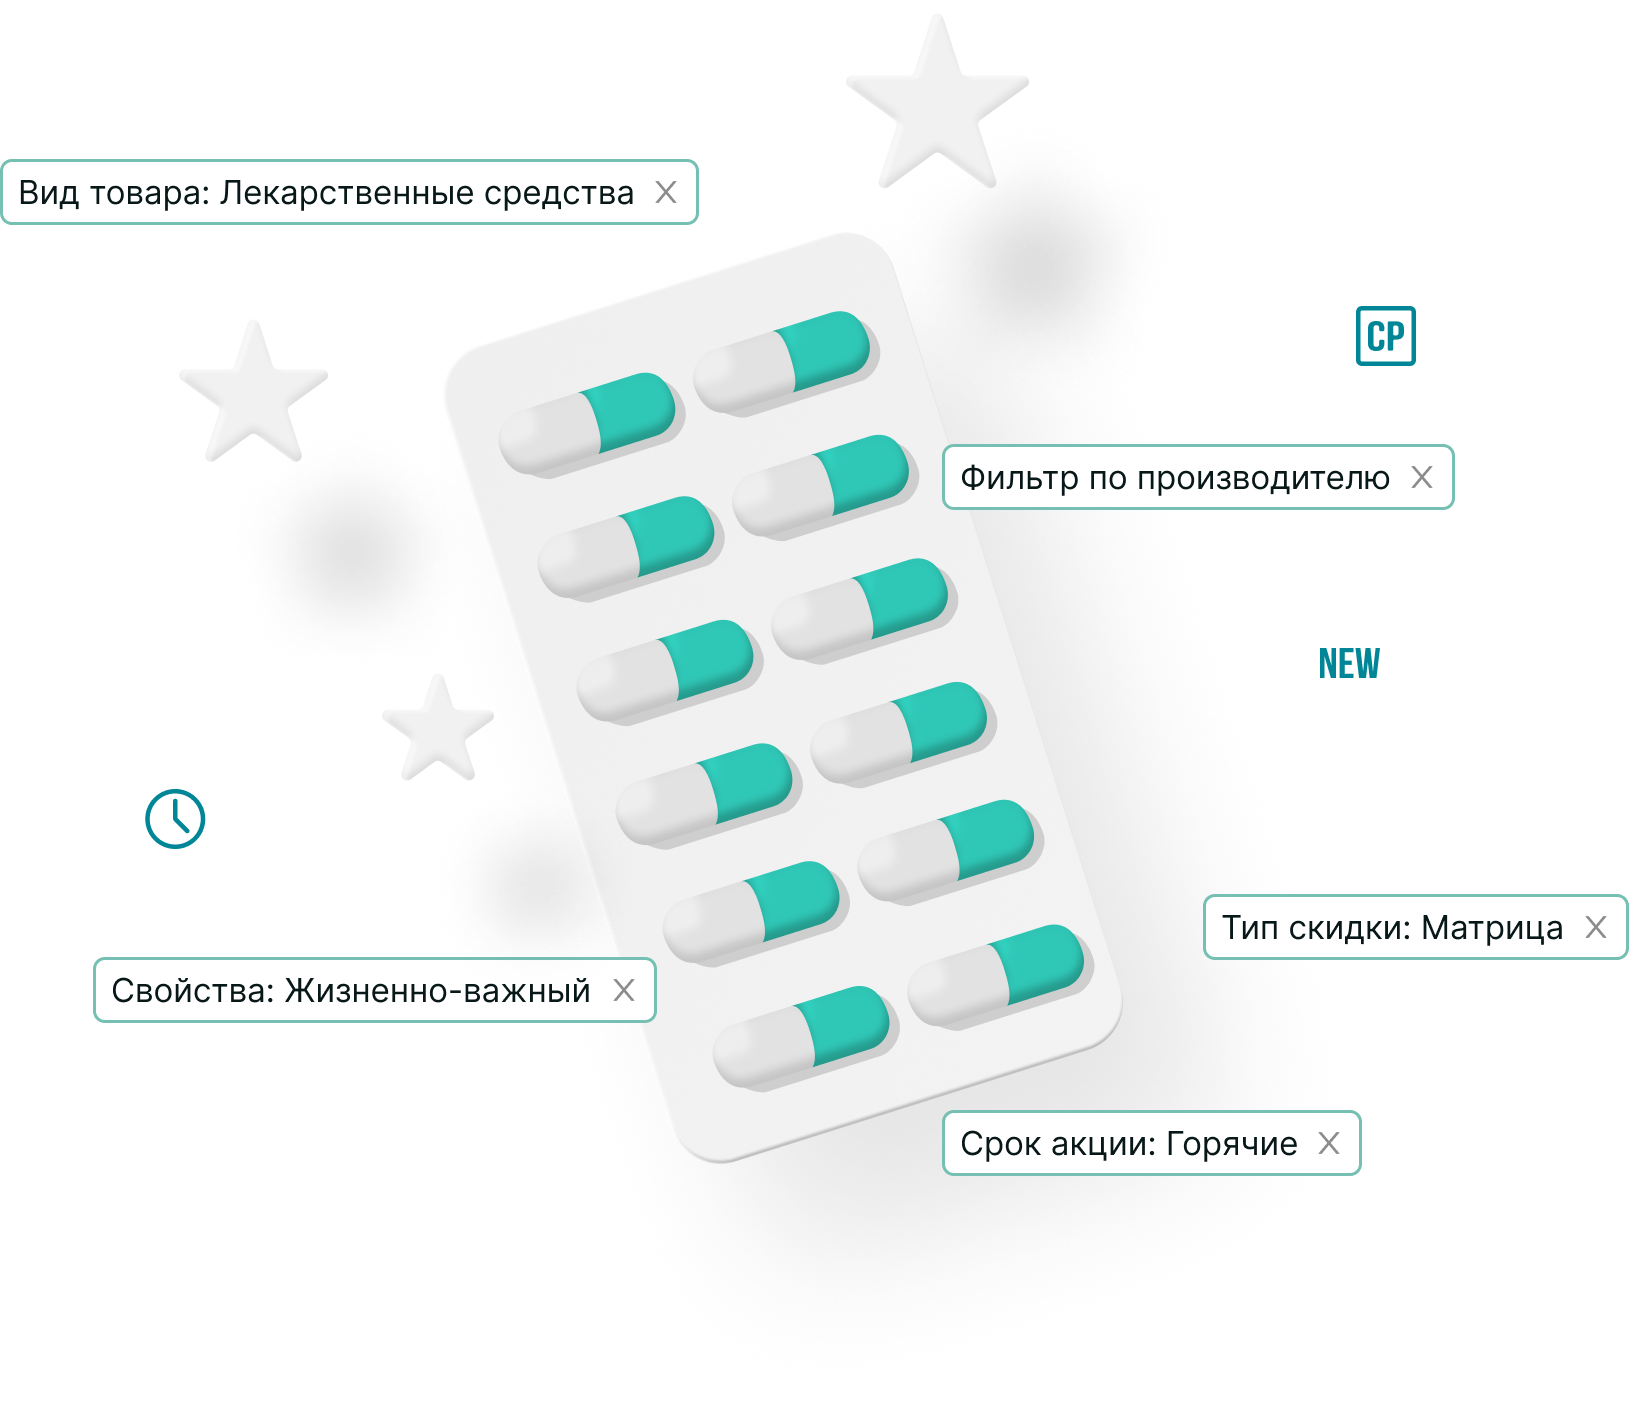 Вид товара: Лекарственные средства X
CP
Фильтр по производителю X
NEW
Тип скидки: Матрица X
Свойства: Жизненно-важный X
Срок акции: Горячие X